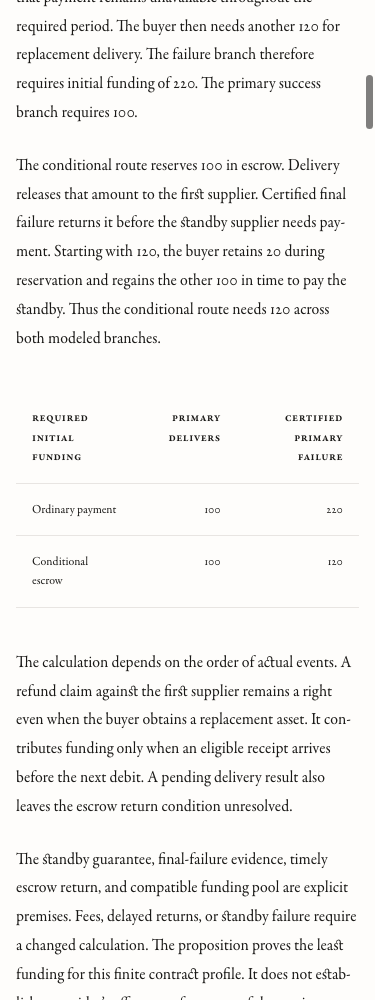 that payment remains unavailable throughout the
required period. The buyer then needs another 120 for
replacement delivery. The failure branch therefore
requires initial funding of 220. The primary success
branch requires 100.
The conditional route reserves 100 in escrow. Delivery
releases that amount to the first supplier. Certified final
failure returns it before the standby supplier needs pay-
ment. Starting with 120, the buyer retains 20 during
reservation and regains the other 100 in time to pay the
standby. Thus the conditional route needs 120 across
both modeled branches.
REQUIRED INITIAL FUNDING PRIMARY DELIVERS CERTIFIED PRIMARY FAILURE
Ordinary payment 100 220
Conditional escrow 100 120
The calculation depends on the order of actual events. A
refund claim against the first supplier remains a right
even when the buyer obtains a replacement asset. It con-
tributes funding only when an eligible receipt arrives
before the next debit. A pending delivery result also
leaves the escrow return condition unresolved.
The standby guarantee, final-failure evidence, timely
escrow return, and compatible funding pool are explicit
premises. Fees, delayed returns, or standby failure require
a changed calculation. The proposition proves the least
funding for this finite contract profile. It does not estab-